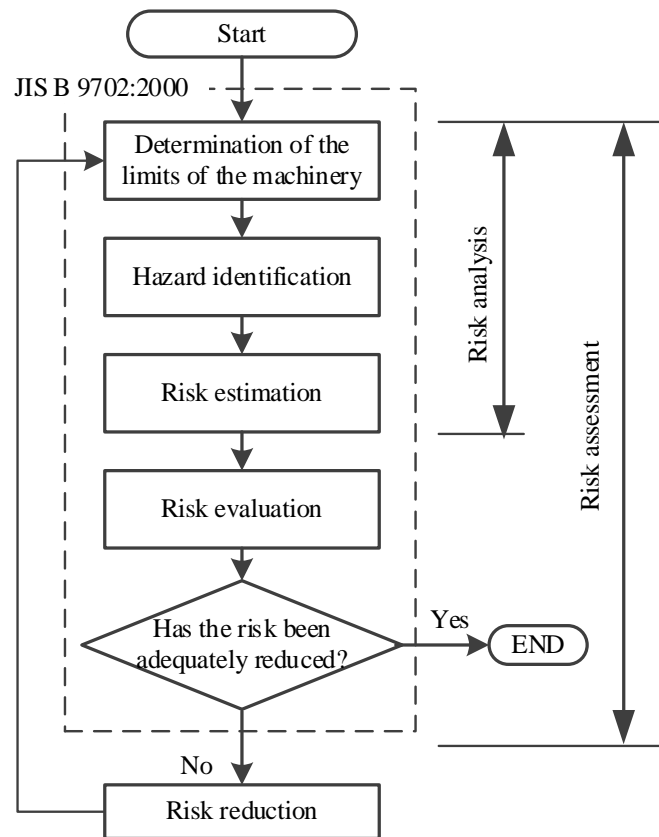 Start
JIS B 9702:2000
Determination of the
limits of the machinery
Hazard identification
Risk estimation
Risk evaluation
Has the risk been
adequately reduced?
Yes
END
No
Risk reduction
Risk analysis
Risk assessment